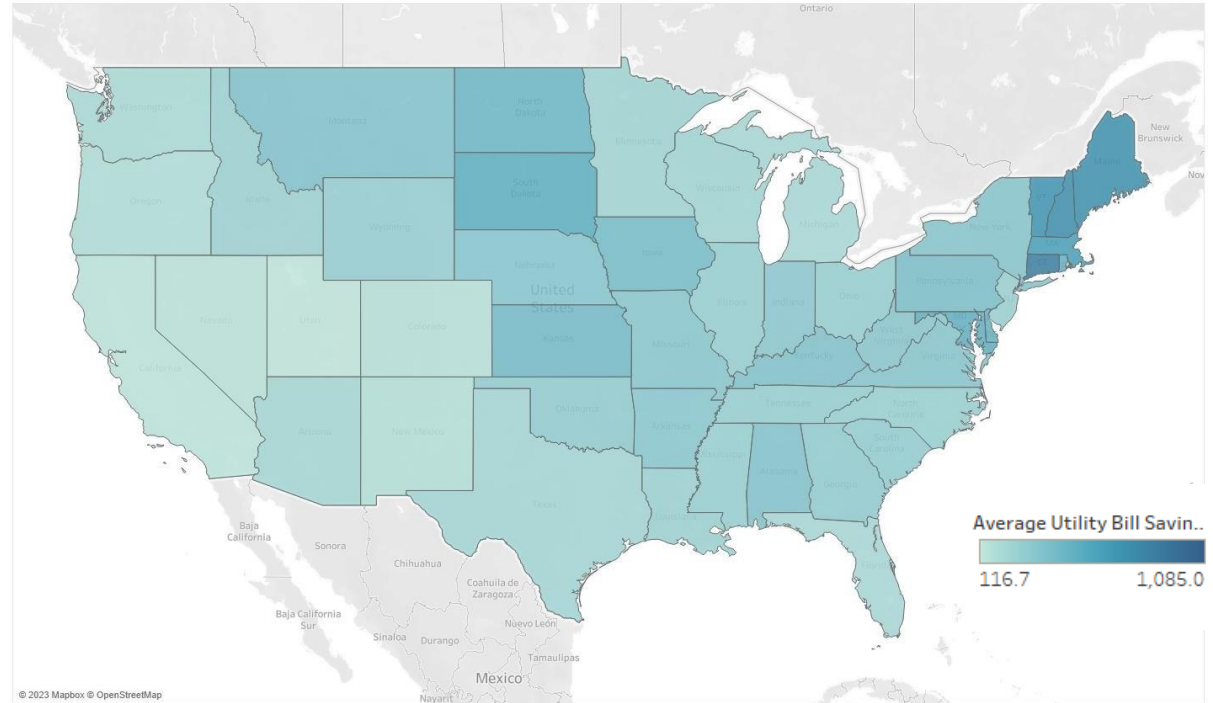 Ontario
Washington
Montana
North
Dakota
Minnesota
New
Brunswick
Maine
Nov
Oregon
Idaho
South
Dakota
Wisconsin
Michigan
VT
New York
MA
Wyoming
Iowa
Nebraska
United
States
Pennsylvania
Nevada
Utah
Colorado
Illinois
Indiana
Ohio
California
Kansas
Missouri
West
Virginia
Kentucky
Virginia
Arizona
New Mexico
Oklahoma
Arkansas
Tennessee
North
Carolina
South
Carolina
Mississippi
Alabama
Georgia
Texas
Louisiana
Florida
Average Utility Bill Savin..
116.7
1,085.0
Baja
California
Sonora
Chihuahua
Coahuila de
Zaragoza
Baja California
Sur
Sinaloa
Durango
Nuevo León
Tamaulipas
Mexico
Nayarit
© 2023 Mapbox © OpenStreetMap